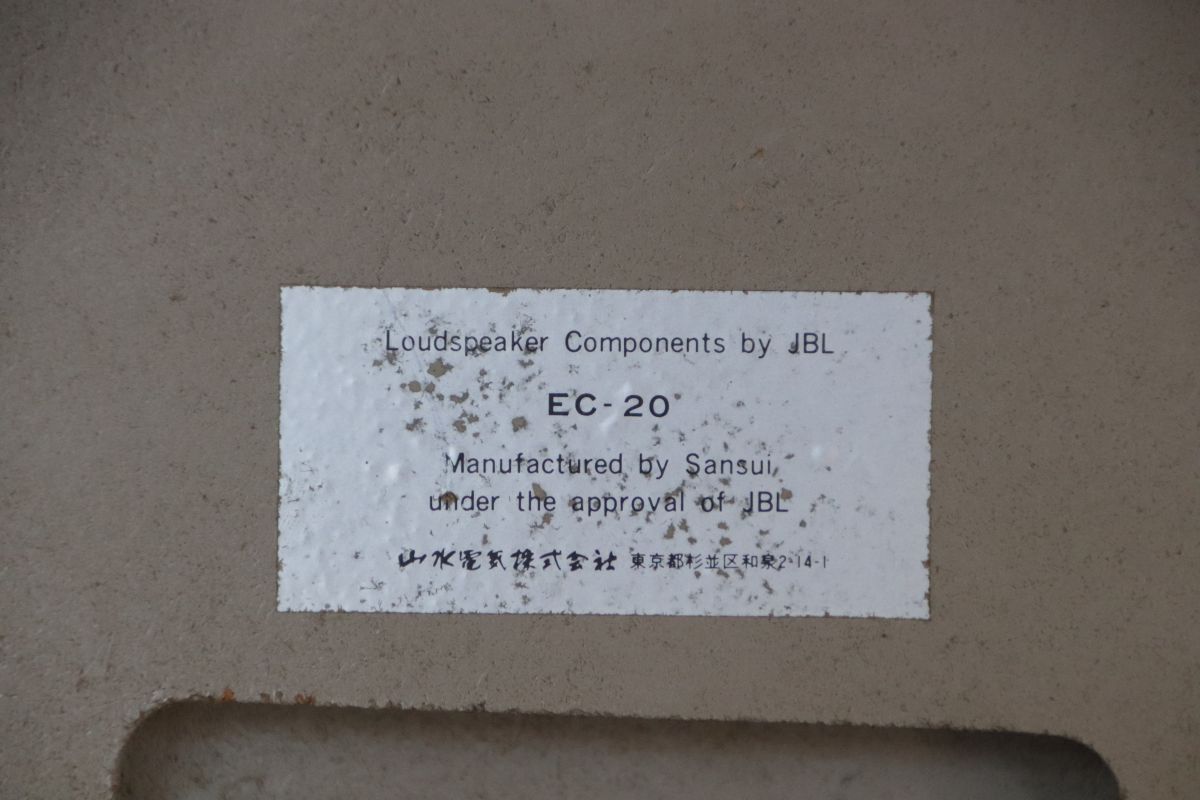 Loudspeaker Components by JBL
EC-20
Manufactured by Sansui
under the approval of JBL
山水電気株式会社 東京都杉並区和泉2-14-1